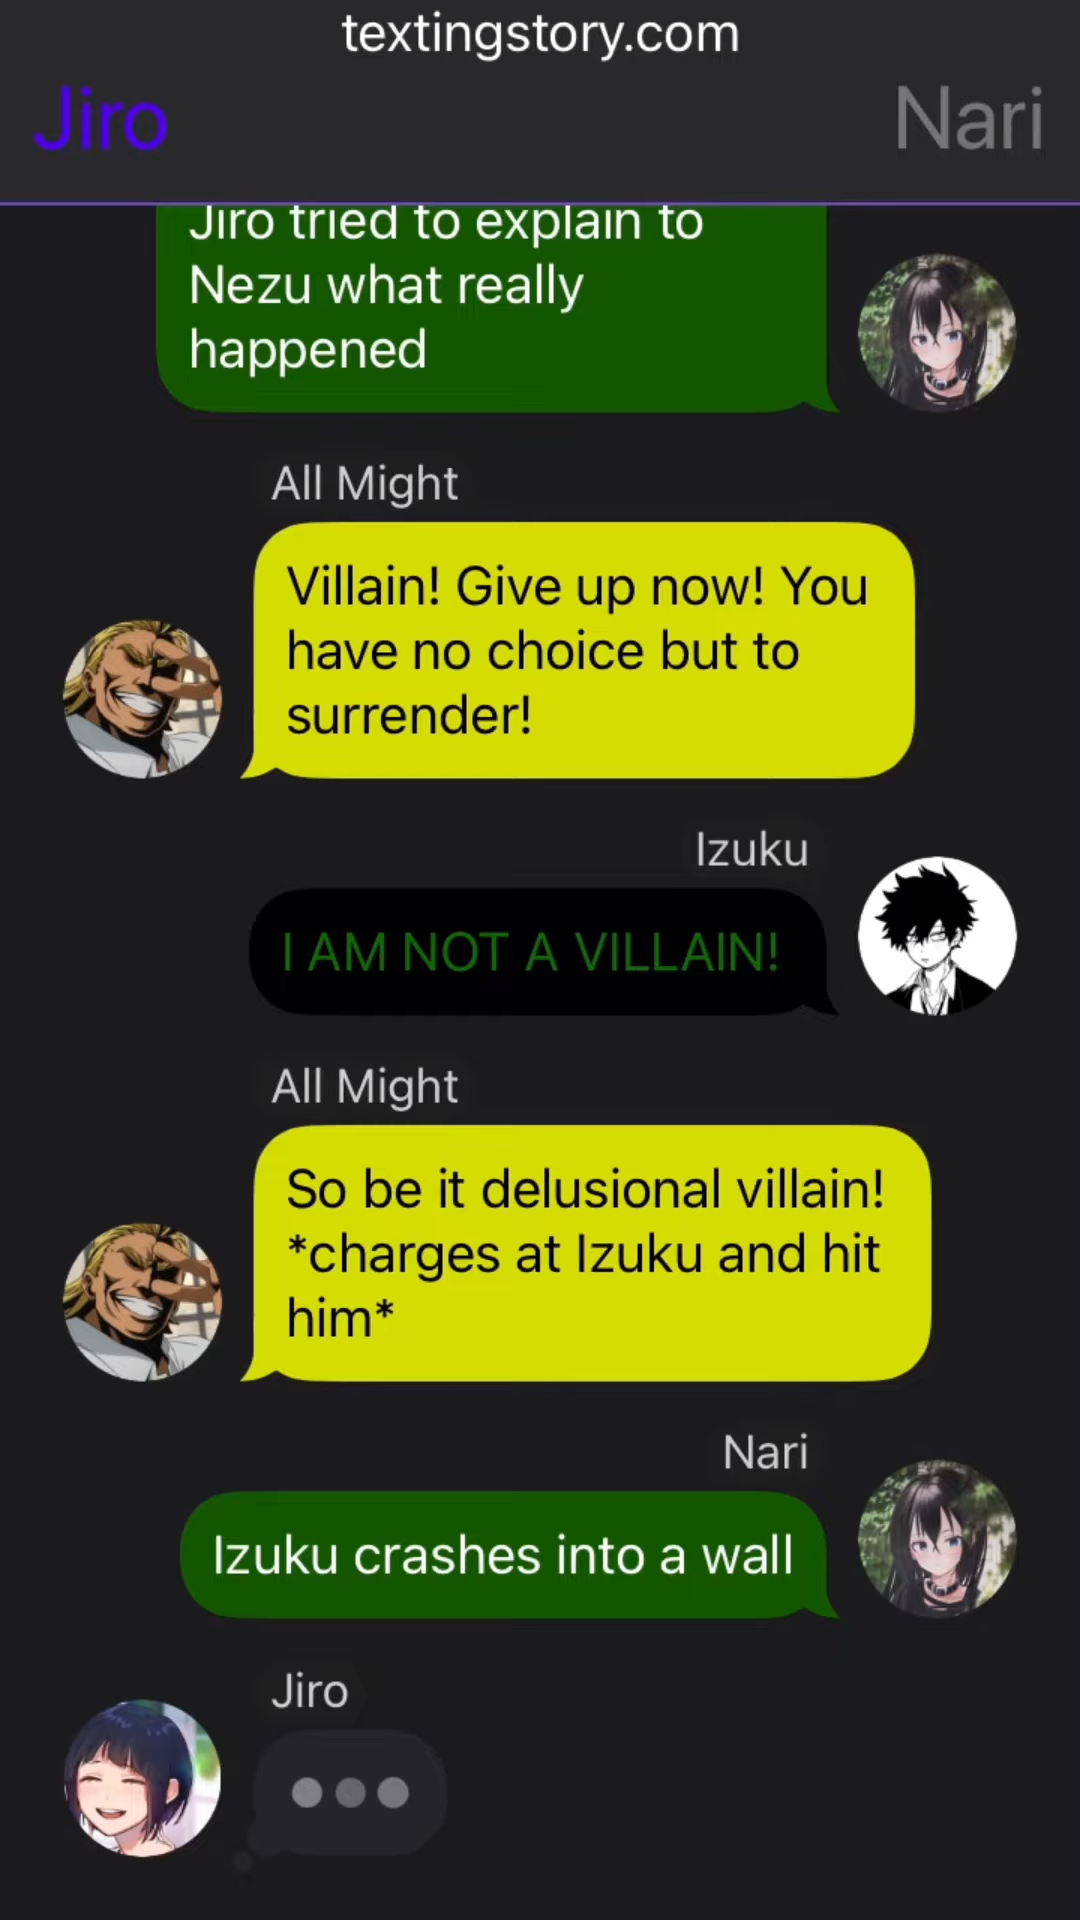 textingstory.com
Jiro
Nari
Jiro tried to explain to
Nezu what really
happened
All Might
Villain! Give up now! You
have no choice but to
surrender!
Izuku
I AM NOT A VILLAIN!
All Might
So be it delusional villain!
*charges at Izuku and hit
him*
Nari
Izuku crashes into a wall
Jiro